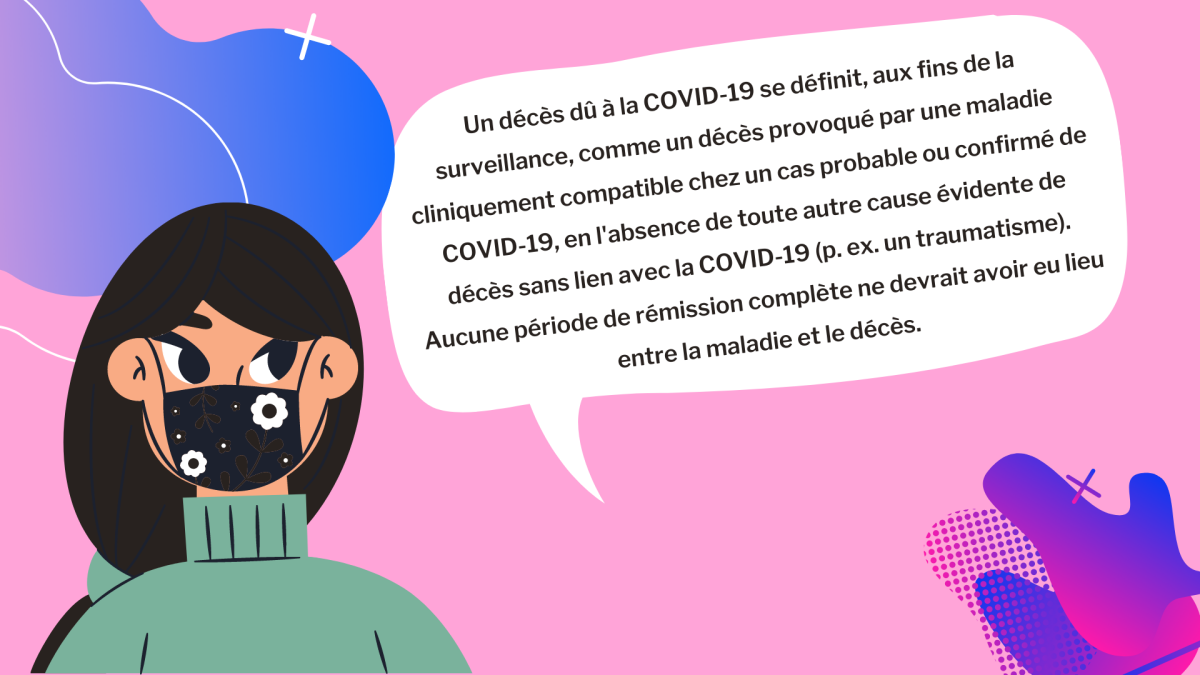 Un décès dû à la COVID-19 se définit, aux fins de la
surveillance, comme un décès provoqué par une maladie
cliniquement compatible chez un cas probable ou confirmé de
COVID-19, en l'absence de toute autre cause évidente de
décès sans lien avec la COVID-19 (p. ex. un traumatisme).
Aucune période de rémission complète ne devrait avoir eu lieu
entre la maladie et le décès.